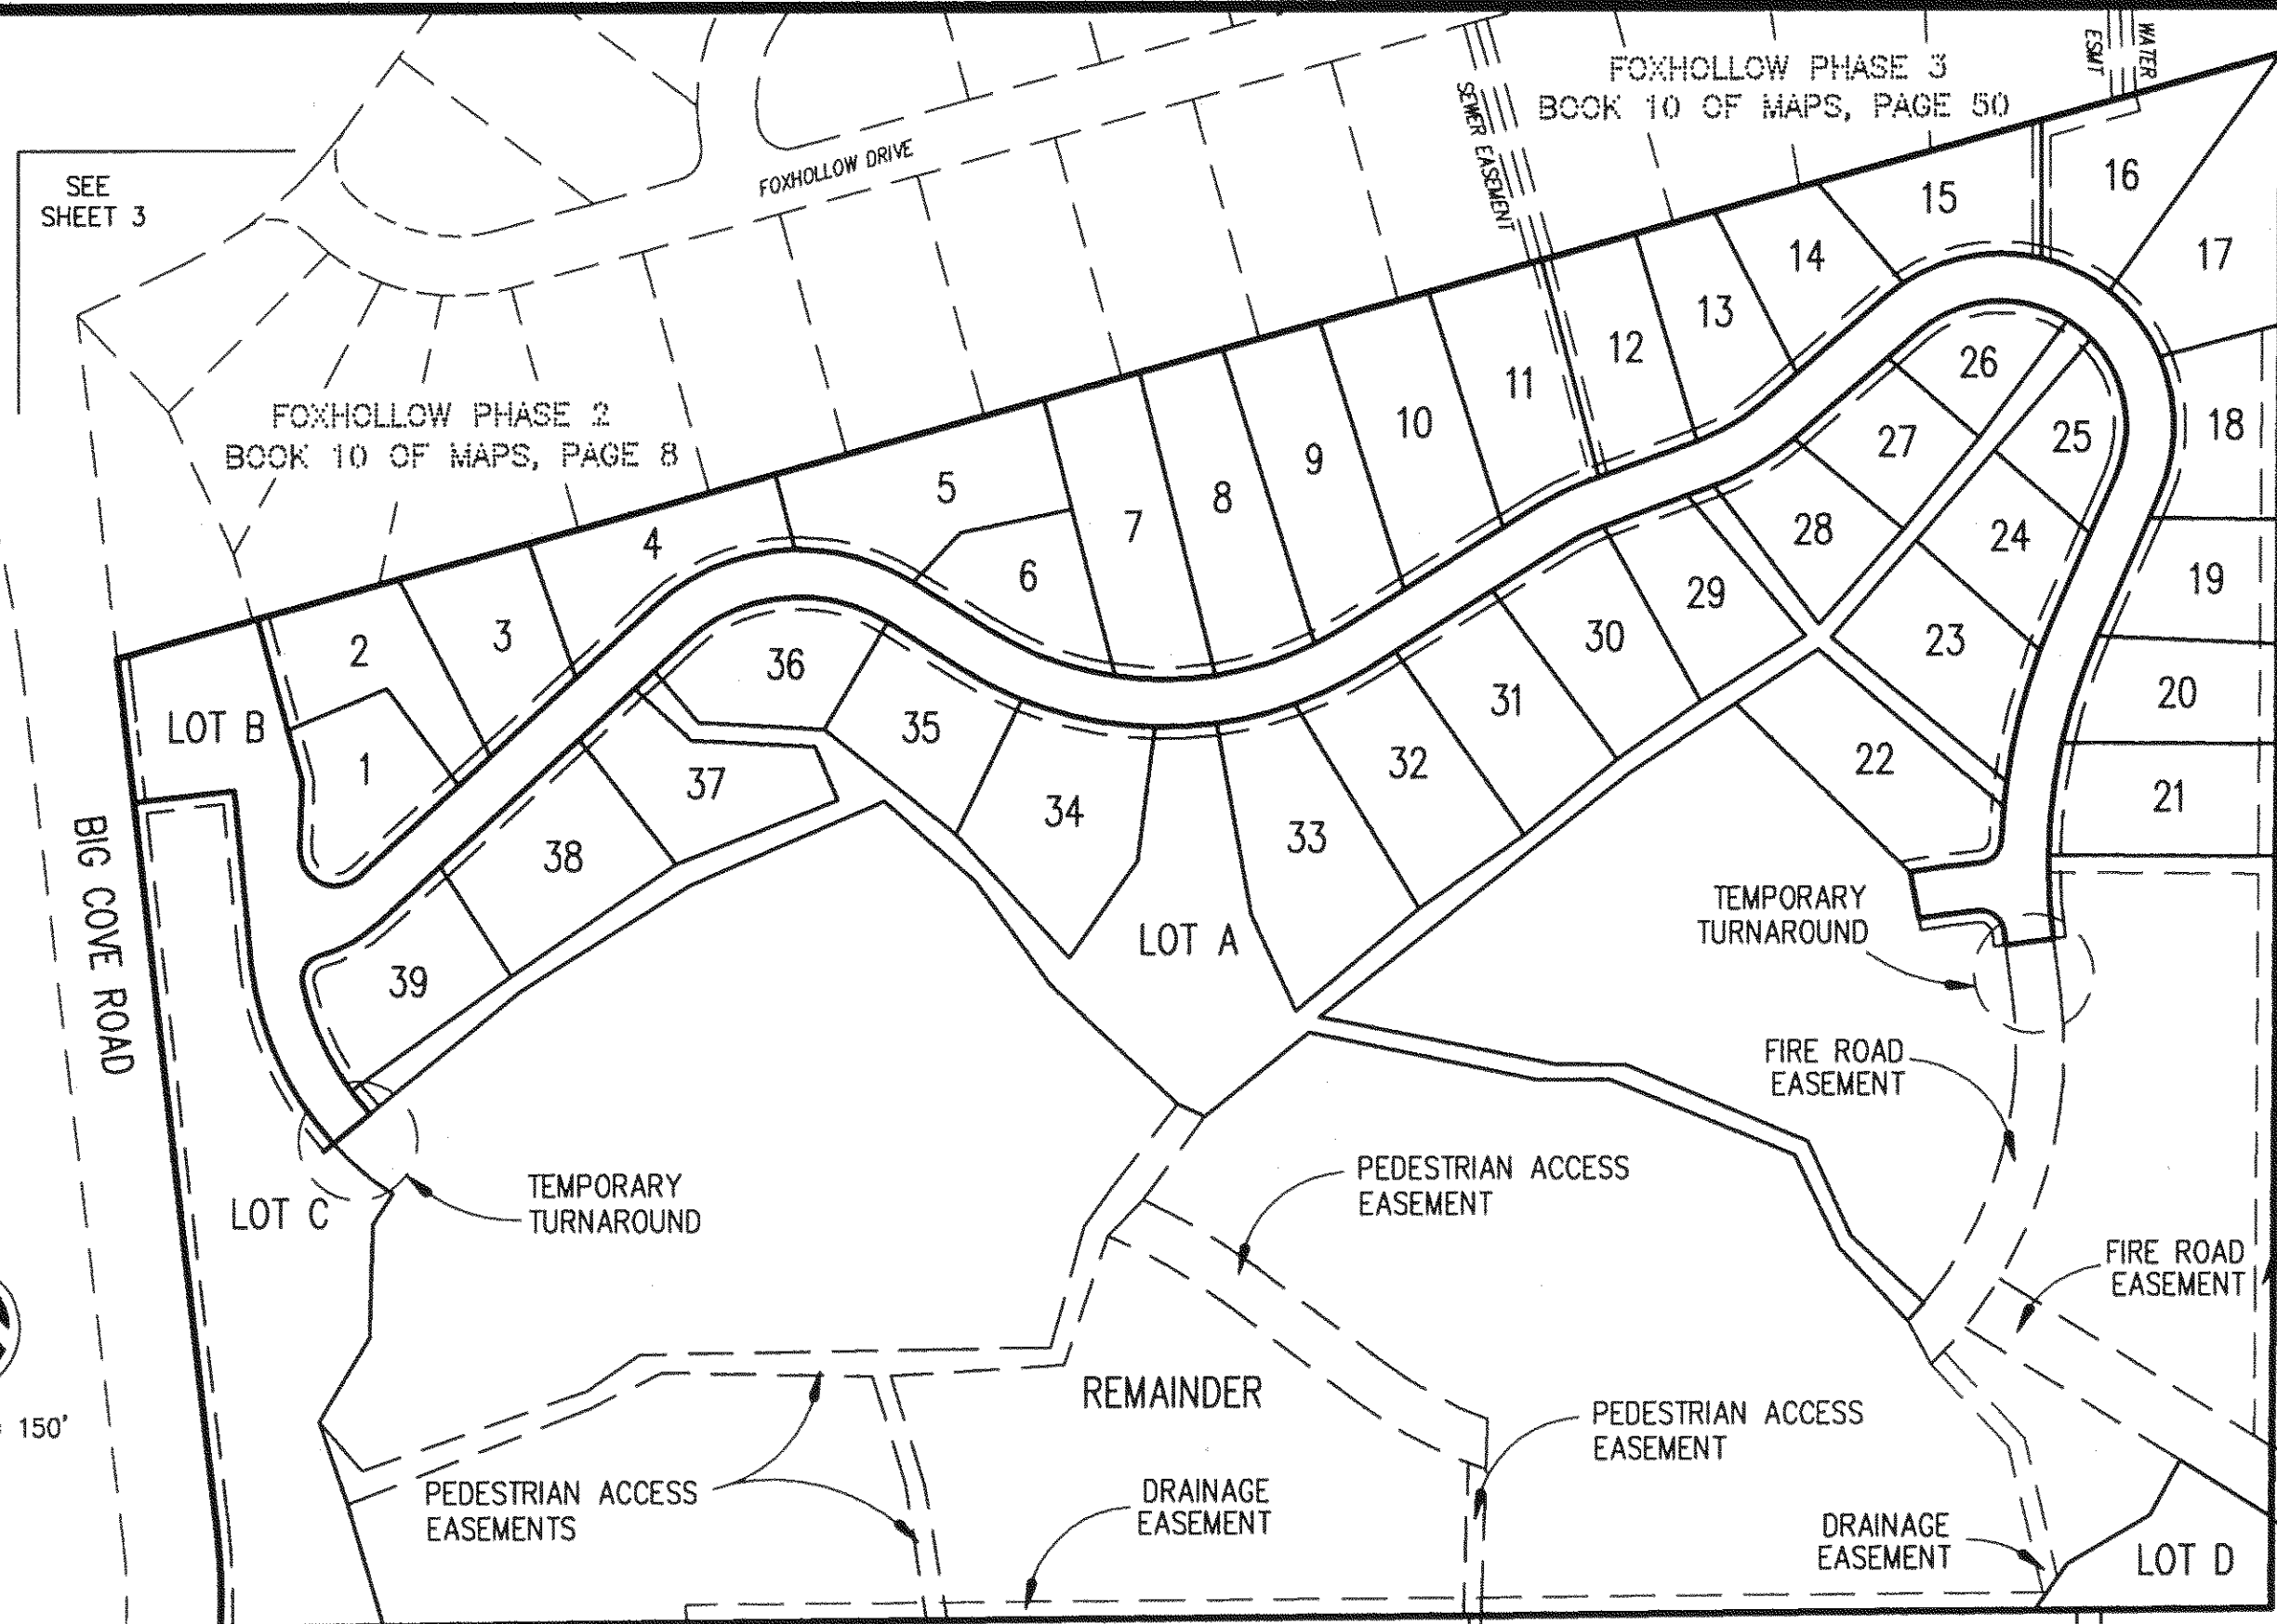 WATER
ESMT
FOXHOLLOW PHASE 3
BOOK 10 OF MAPS, PAGE 50
SEWER EASEMENT
FOXHOLLOW DRIVE
SEE
SHEET 3
16
15
17
14
13
12
11
10
9
8
7
5
6
4
3
2
1
FOXHOLLOW PHASE 2
BOOK 10 OF MAPS, PAGE 8
26
27
25
18
28
24
19
29
23
20
30
31
22
21
32
33
34
35
36
37
38
39
LOT B
BIG COVE ROAD
LOT A
TEMPORARY
TURNAROUND
FIRE ROAD
EASEMENT
PEDESTRIAN ACCESS
EASEMENT
TEMPORARY
TURNAROUND
LOT C
FIRE ROAD
EASEMENT
REMAINDER
150'
PEDESTRIAN ACCESS
EASEMENT
PEDESTRIAN ACCESS
EASEMENTS
DRAINAGE
EASEMENT
DRAINAGE
EASEMENT
LOT D